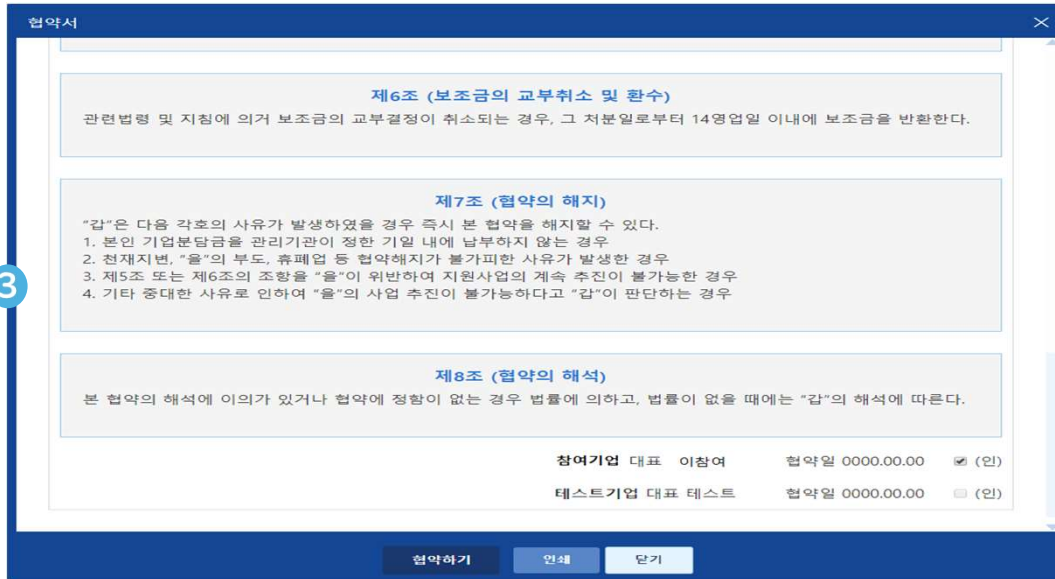 협약서
제6조 (보조금의 교부취소 및 환수)
관련법령 및 지침에 의거 보조금의 교부결정이 취소되는 경우, 그 처분일로부터 14영업일 이내에 보조금을 반환한다.
제7조 (협약의 해지)
"갑"은 다음 각호의 사유가 발생하였을 경우 즉시 본 협약을 해지할 수 있다.
1. 본인 기업분담금을 관리기관이 정한 기일 내에 납부하지 않는 경우
2. 천재지변, "을"의 부도, 휴폐업 등 협약해지가 불가피한 사유가 발생한 경우
3. 제5조 또는 제6조의 조항을 "을"이 위반하여 지원사업의 계속 추진이 불가능한 경우
4. 기타 중대한 사유로 인하여 "을"의 사업 추진이 불가능하다고 "갑"이 판단하는 경우
3
제8조 (협약의 해석)
본 협약의 해석에 이의가 있거나 협약에 정함이 없는 경우 법률에 의하고, 법률이 없을 때에는 "갑"의 해석에 따른다.
참여기업 대표 이참여 협약일 0000.00.00 (인)
테스트기업 대표 테스트 협약일 0000.00.00 (인)
협약하기 인쇄 닫기